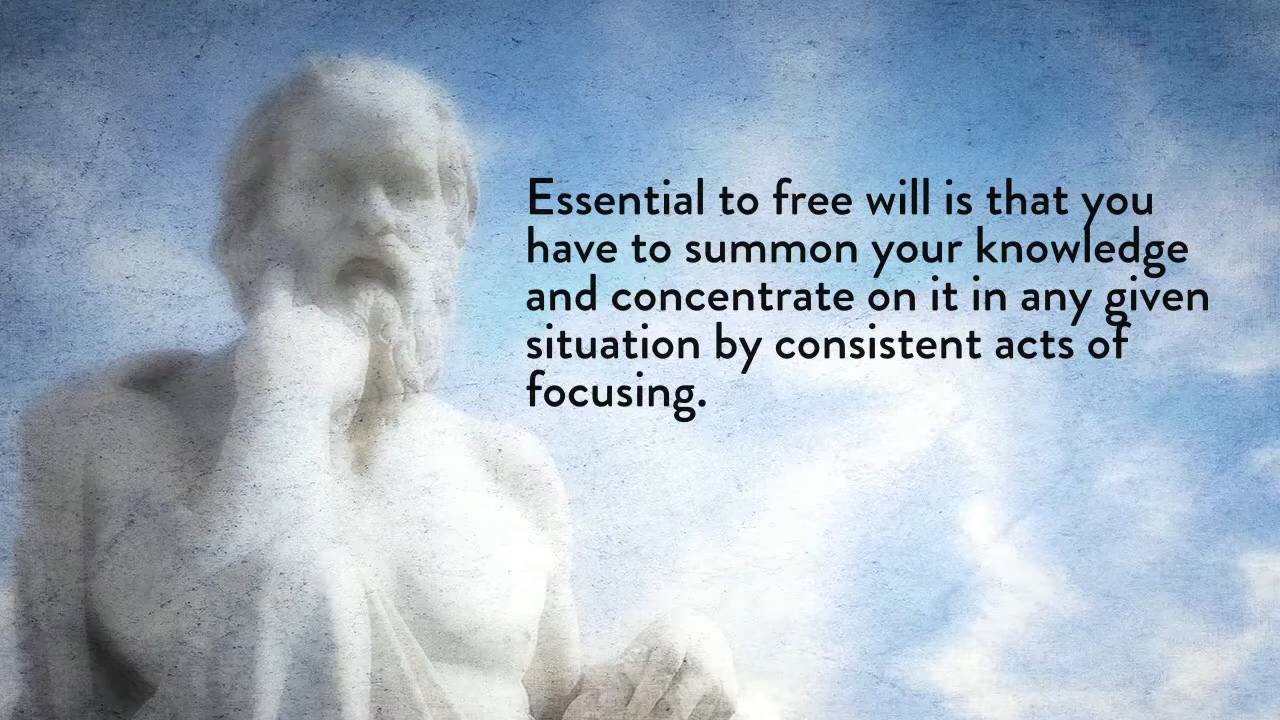 Essential to free will is that you
have to summon your knowledge
and concentrate on it in any given
situation by consistent acts of
focusing.